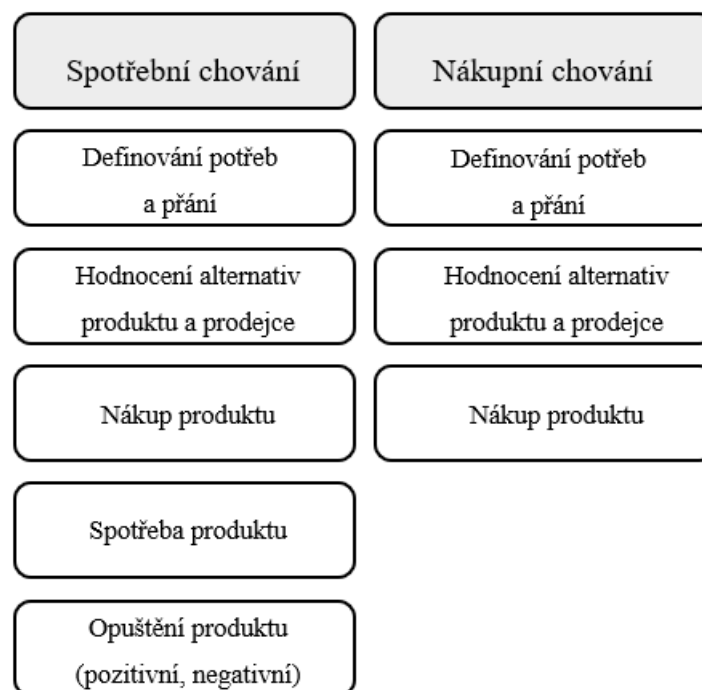 Spotřební chování
Nákupní chování
Definování potřeb
a přání
Definování potřeb
a přání
Hodnocení alternativ
produktu a prodejce
Hodnocení alternativ
produktu a prodejce
Nákup produktu
Nákup produktu
Spotřeba produktu
Opuštění produktu
(pozitivní, negativní)